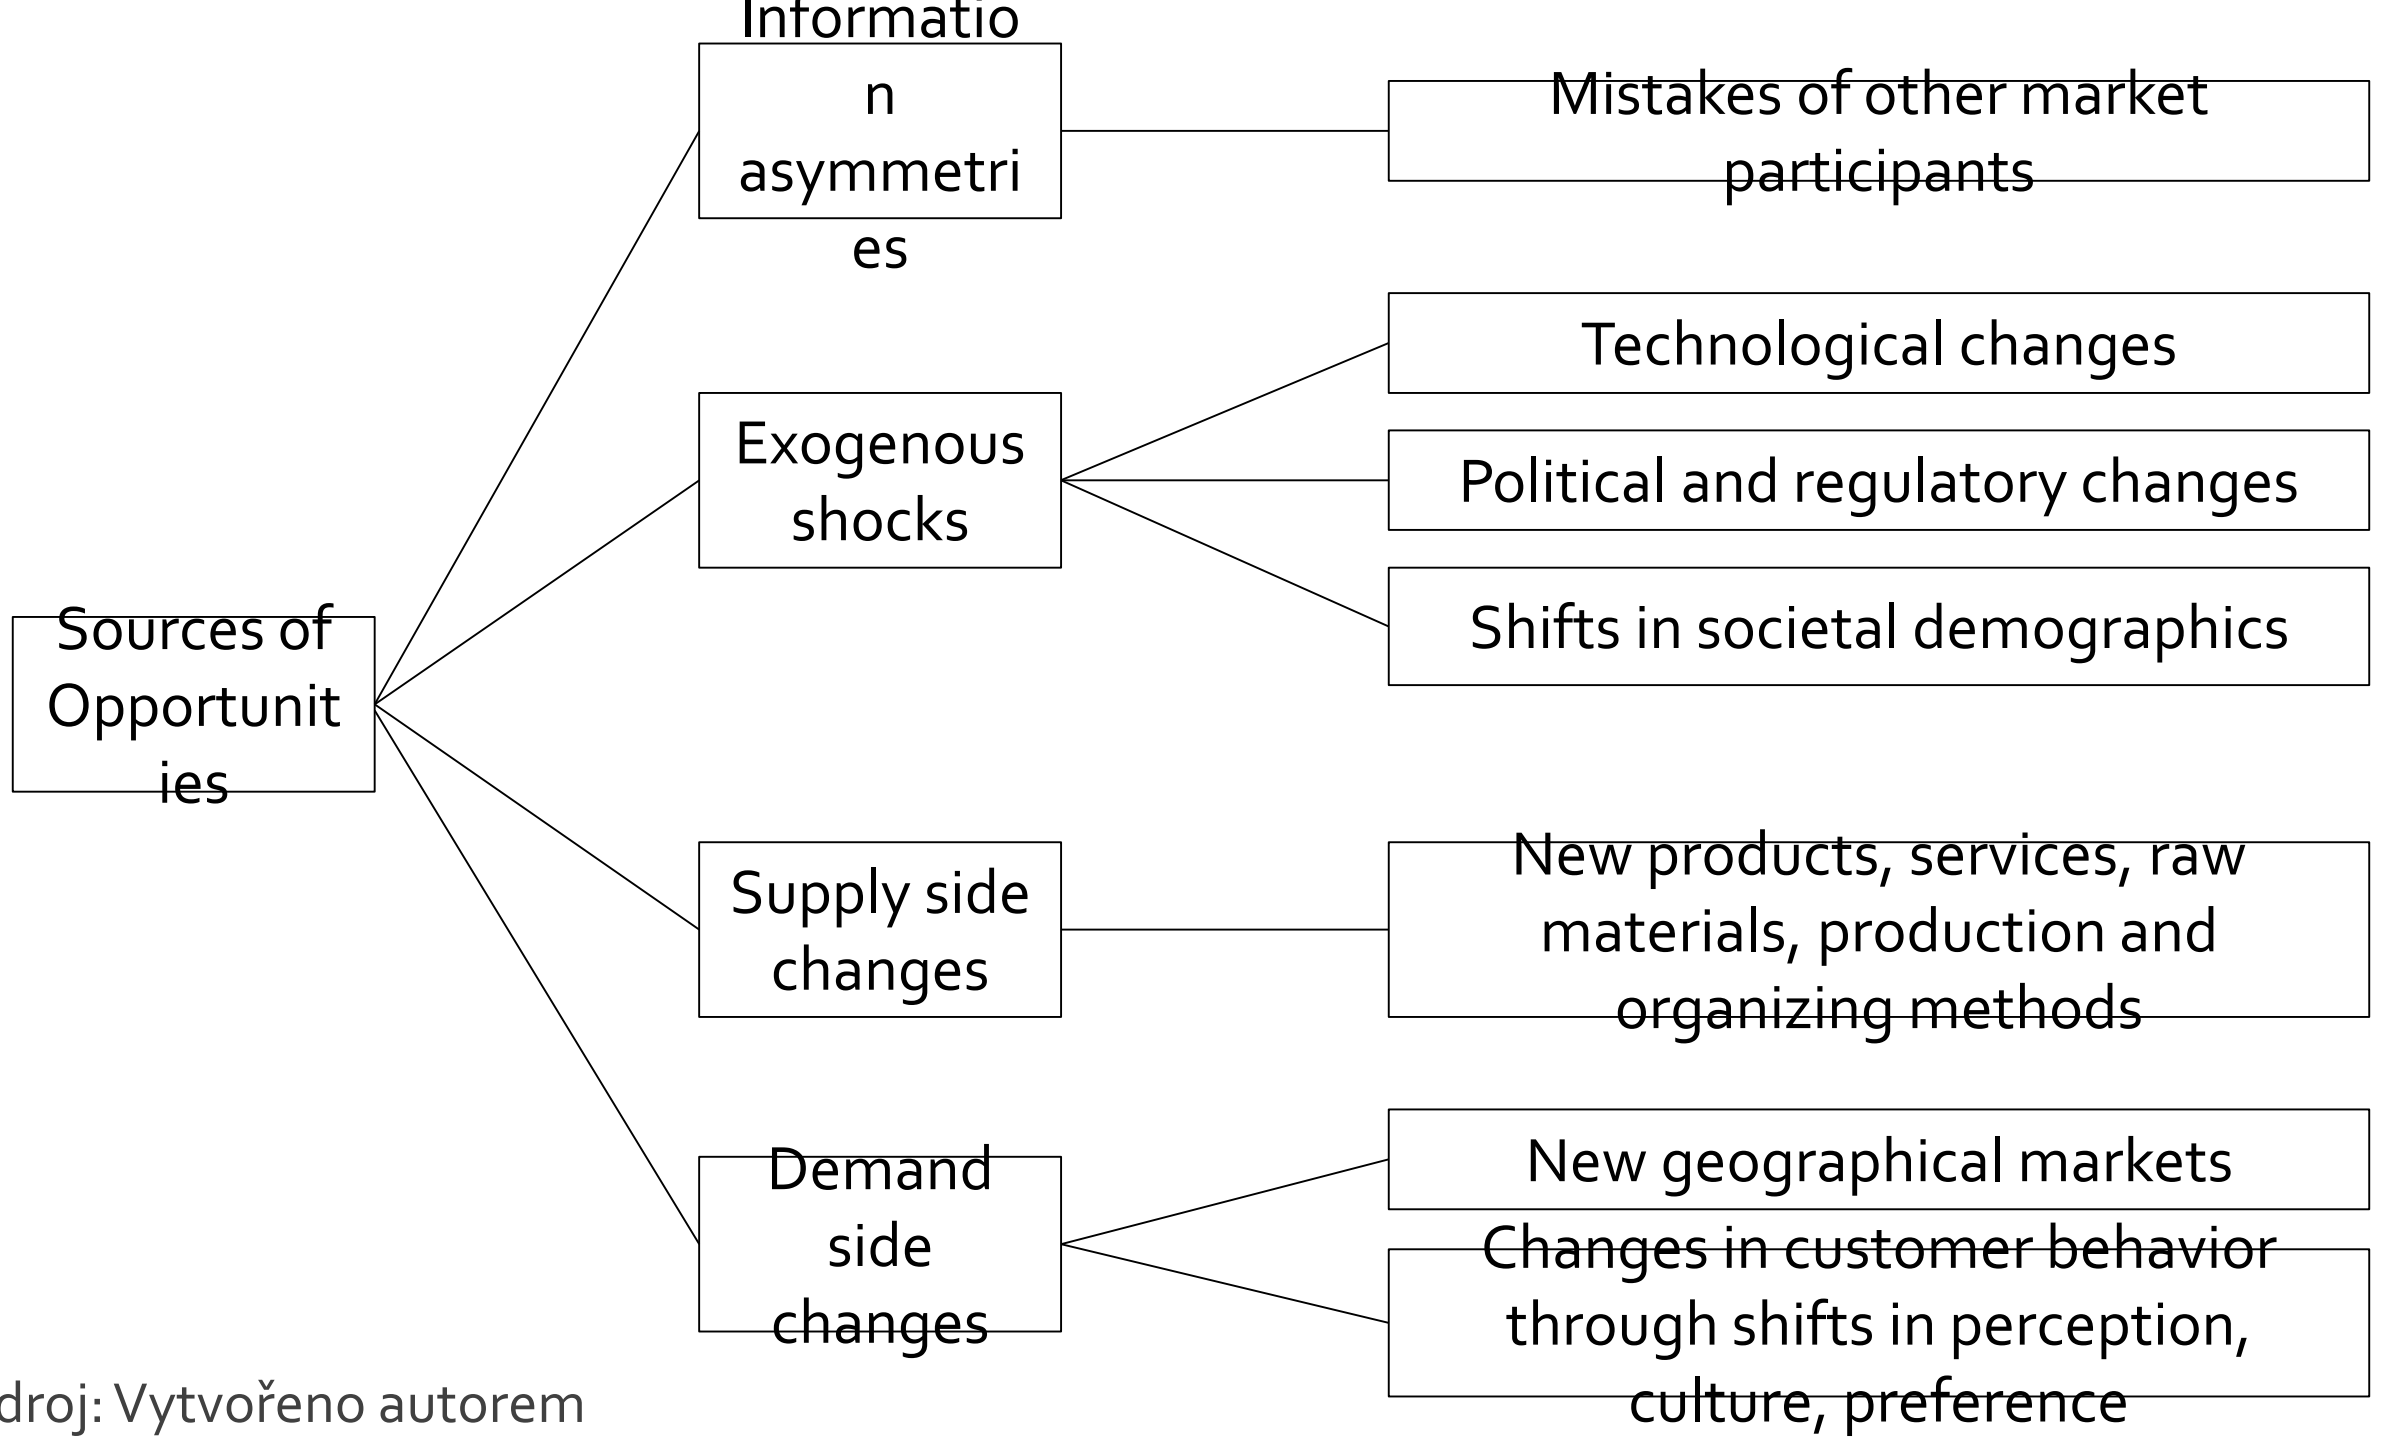 Informatio
n
asymmetri
es
Mistakes of other market
participants
Technological changes
Exogenous
shocks
Political and regulatory changes
Shifts in societal demographics
Sources of
Opportunit
ies
Supply side
changes
New products, services, raw
materials, production and
organizing methods
Demand
side
changes
New geographical markets
Changes in customer behavior
through shifts in perception,
culture, preference
droj: Vytvořeno autorem